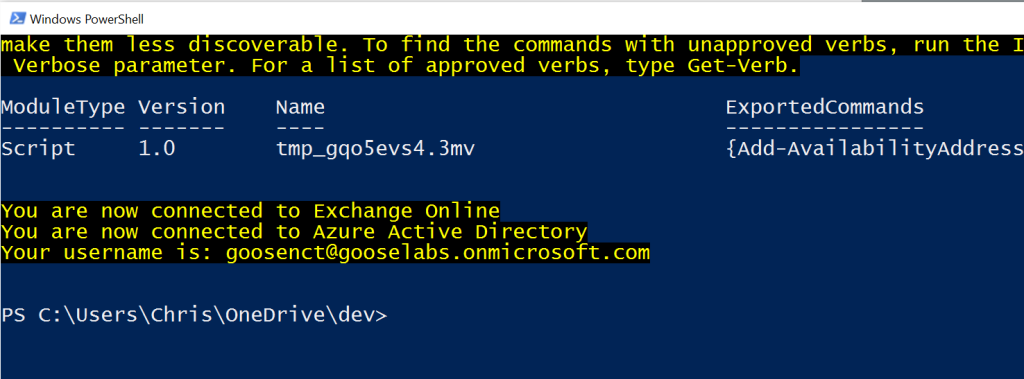 Windows PowerShell
make them less discoverable. To find the commands with unapproved verbs, run the I
Verbose parameter. For a list of approved verbs, type Get-Verb.
ModuleType Version    Name                                ExportedCommands
---------- -------    ----                                ----------------
Script     1.0        tmp_gqo5evs4.3mv                    {Add-AvailabilityAddress
You are now connected to Exchange Online
You are now connected to Azure Active Directory
Your username is: goosenct@gooselabs.onmicrosoft.com
PS C:\Users\Chris\OneDrive\dev>